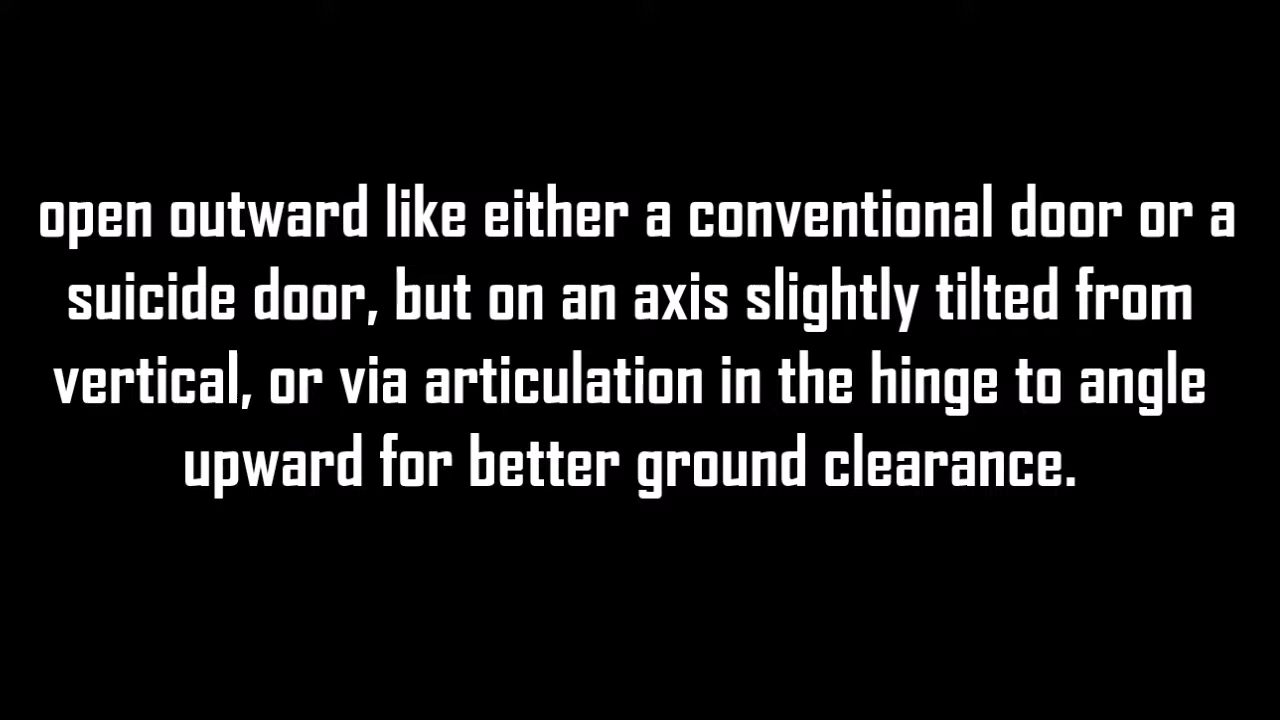 open outward like either a conventional door or a
suicide door, but on an axis slightly tilted from
vertical, or via articulation in the hinge to angle
upward for better ground clearance.